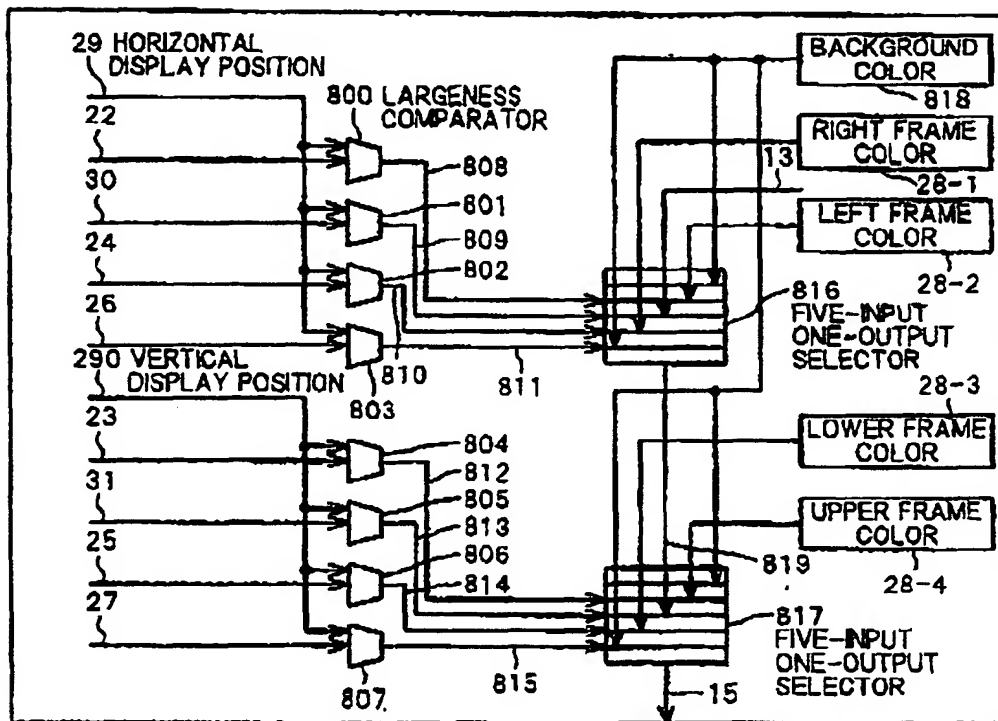 29 HORIZONTAL
DISPLAY POSITION
22
30
24
26
800 LARGENESS
COMPARATOR
808
801
809
802
810
803
811
13
BACKGROUND
COLOR
818
RIGHT FRAME
COLOR
28-1
LEFT FRAME
COLOR
28-2
816
FIVE-INPUT
ONE-OUTPUT
SELECTOR
290 VERTICAL
DISPLAY POSITION
23
31
25
27
804
812
805
813
806
814
807
815
28-3
LOWER FRAME
COLOR
UPPER FRAME
COLOR
28-4
819
817
FIVE-INPUT
ONE-OUTPUT
SELECTOR
15